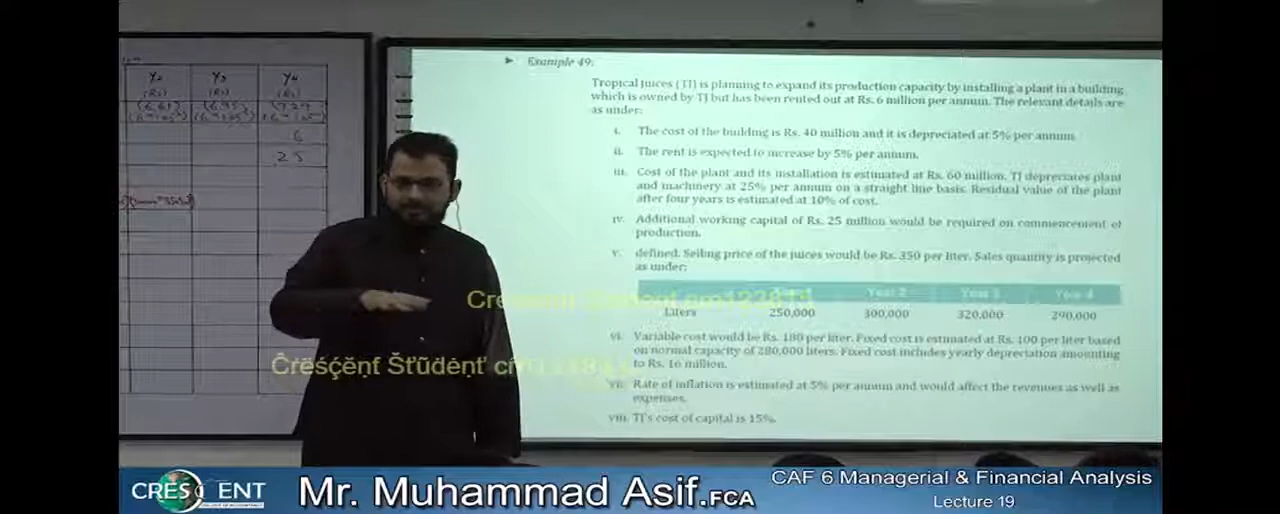 Y2 Y3 Y4
(Rs) (Rs) (Rs)
6
25
Example 49:
Tropical Juices (TJ) is planning to expand its production capacity by installing a plant in a building
which is owned by TJ but has been rented out at Rs. 6 million per annum. The relevant details are
as under:
i. The cost of the building is Rs. 40 million and it is depreciated at 5% per annum.
ii. The rent is expected to increase by 5% per annum.
iii. Cost of the plant and its installation is estimated at Rs. 60 million. TJ depreciates plant
and machinery at 25% per annum on a straight line basis. Residual value of the plant
after four years is estimated at 10% of cost.
iv. Additional working capital of Rs. 25 million would be required on commencement of
production.
v. defined. Selling price of the juices would be Rs. 350 per liter. Sales quantity is projected
as under:
Year 2 Year 3 Year 4
Liters 250,000 300,000 320,000 290,000
vi. Variable cost would be Rs. 180 per liter. Fixed cost is estimated at Rs. 100 per liter based
on normal capacity of 280,000 liters. Fixed cost includes yearly depreciation amounting
to Rs. 16 million.
vii. Rate of inflation is estimated at 5% per annum and would affect the revenues as well as
expenses.
viii. TJ's cost of capital is 15%.
CRESCENT
Mr. Muhammad Asif.FCA
CAF 6 Managerial & Financial Analysis
Lecture 19